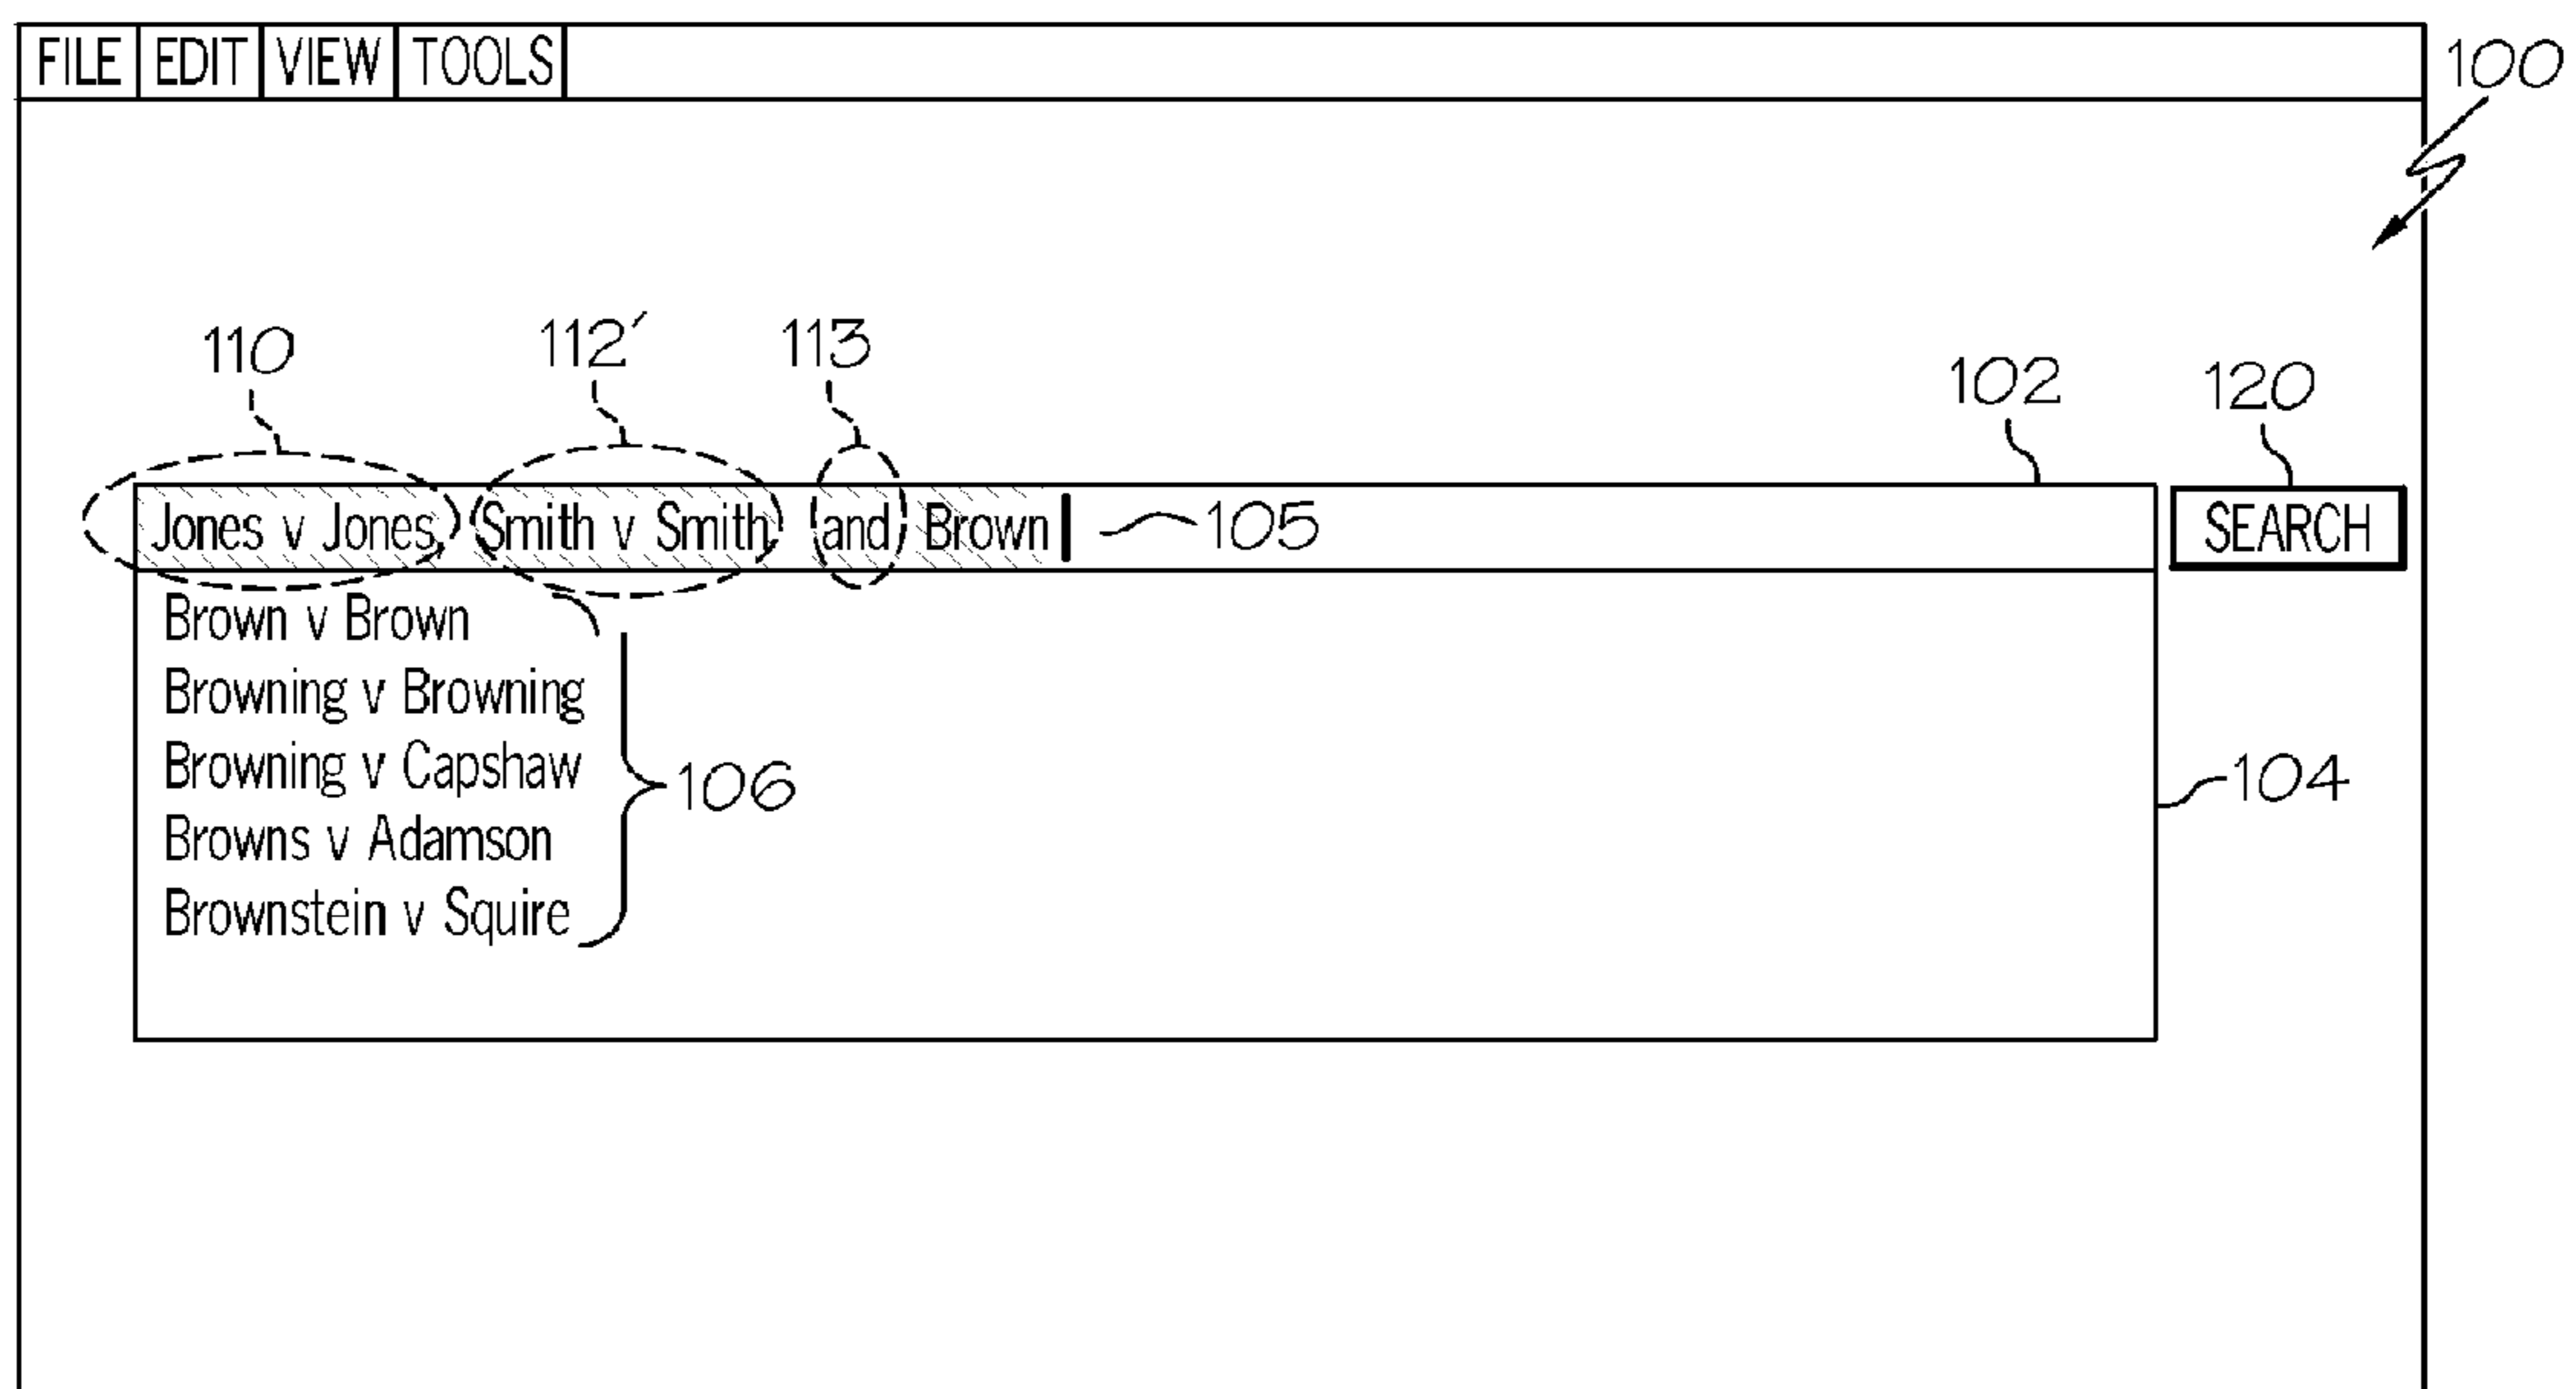 FILE EDIT VIEW TOOLS
100
110 112′ 113 102 120
Jones v Jones Smith v Smith and Brown 105 SEARCH
Brown v Brown
Browning v Browning
Browning v Capshaw 106 104
Browns v Adamson
Brownstein v Squire